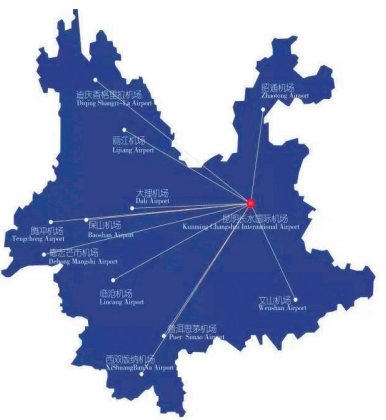 迪庆香格里拉机场
Diqing Shangri-La Airport
昭通机场
Zhaotong Airport
丽江机场
Lijiang Airport
大理机场
Dali Airport
腾冲机场
Tengchong Airport
保山机场
Baoshan Airport
昆明长水国际机场
Kunming Changshui International Airport
德宏芒市机场
Dehong Mangshi Airport
临沧机场
Lincang Airport
文山机场
Wenshan Airport
普洱思茅机场
Puer Simao Airport
西双版纳机场
XiShuangBanNa Airport